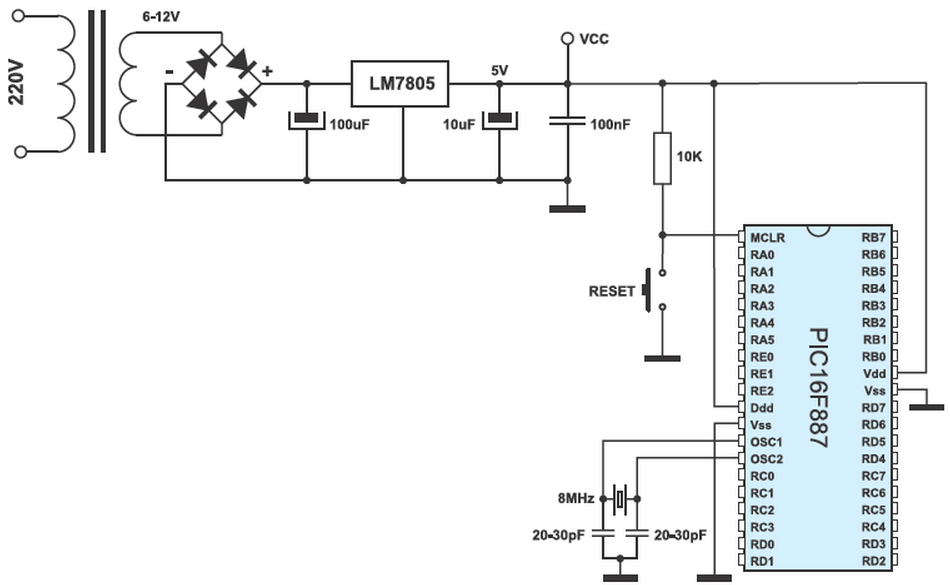 220V
6-12V
-
+
100uF
LM7805
5V
10uF
VCC
100nF
10K
RESET
8MHz
20-30pF
20-30pF
PIC16F887
MCLR
RA0
RA1
RA2
RA3
RA4
RA5
RE0
RE1
RE2
Ddd
Vss
OSC1
OSC2
RC0
RC1
RC2
RC3
RD0
RD1
RB7
RB6
RB5
RB4
RB3
RB2
RB1
RB0
Vdd
Vss
RD7
RD6
RD5
RD4
RC7
RC6
RC5
RC4
RD3
RD2